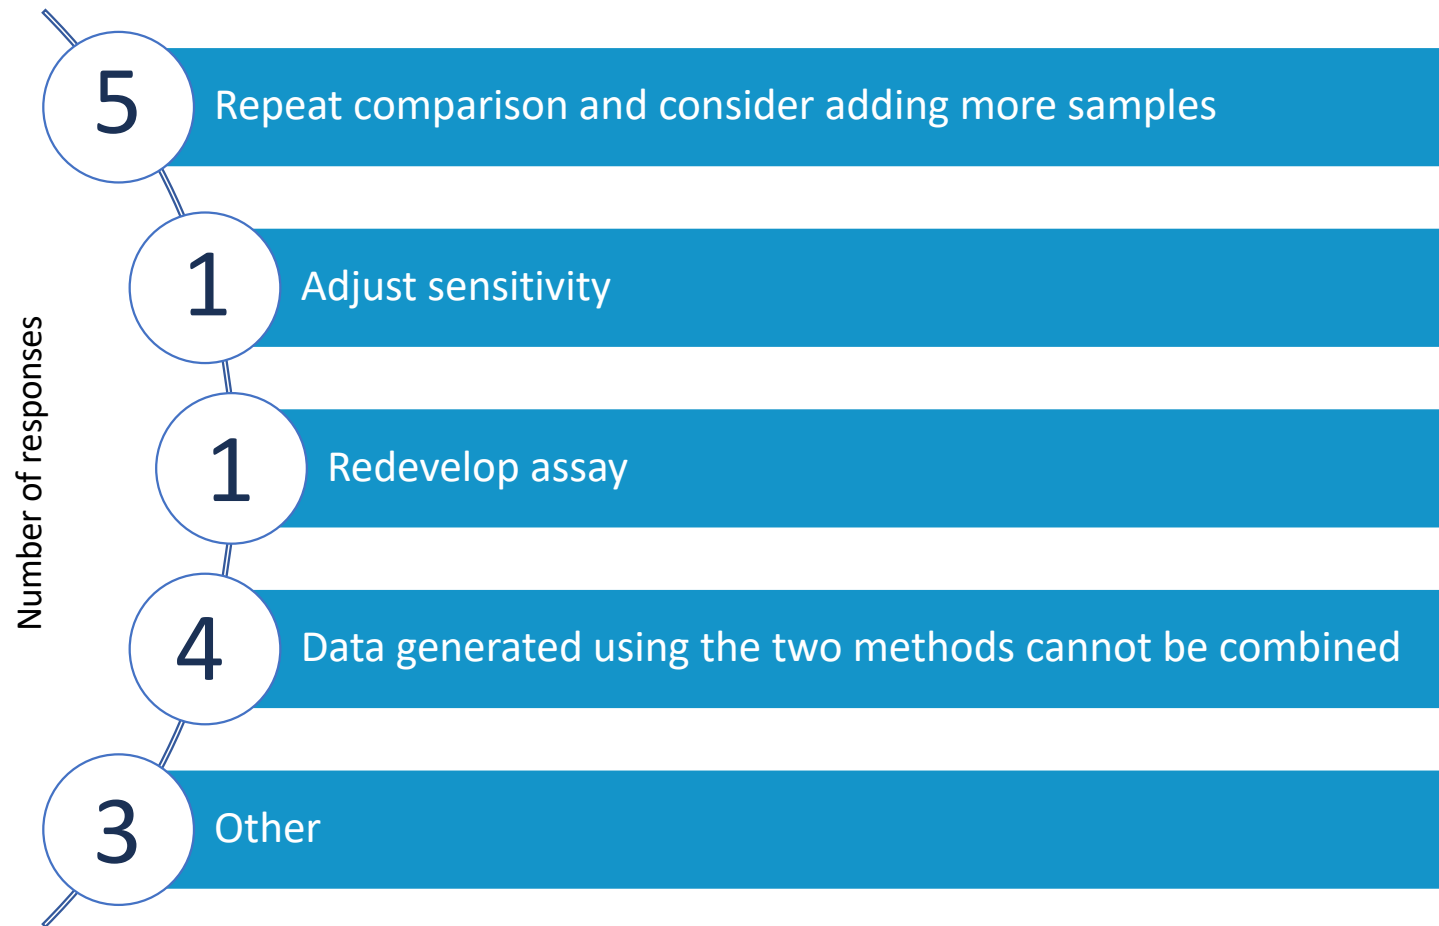 Number of responses
5
Repeat comparison and consider adding more samples
1
Adjust sensitivity
1
Redevelop assay
4
Data generated using the two methods cannot be combined
3
Other